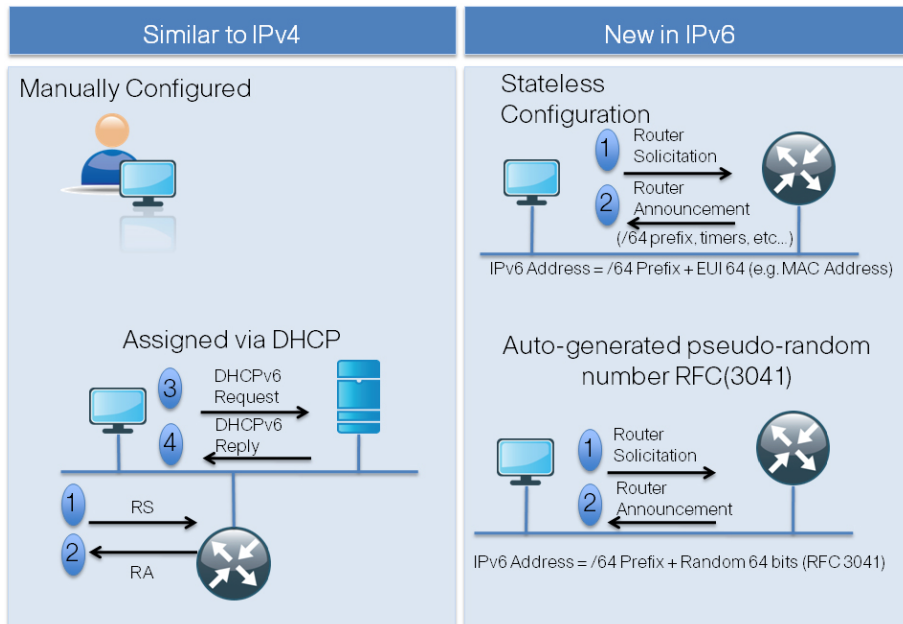 Similar to IPv4
Manually Configured
Assigned via DHCP
3
DHCPv6
Request
4
DHCPv6
Reply
1
RS
2
RA
New in IPv6
Stateless
Configuration
1
Router
Solicitation
2
Router
Announcement
(/64 prefix, timers, etc...)
IPv6 Address = /64 Prefix + EUI 64 (e.g. MAC Address)
Auto-generated pseudo-random
number RFC(3041)
1
Router
Solicitation
2
Router
Announcement
IPv6 Address = /64 Prefix + Random 64 bits (RFC 3041)